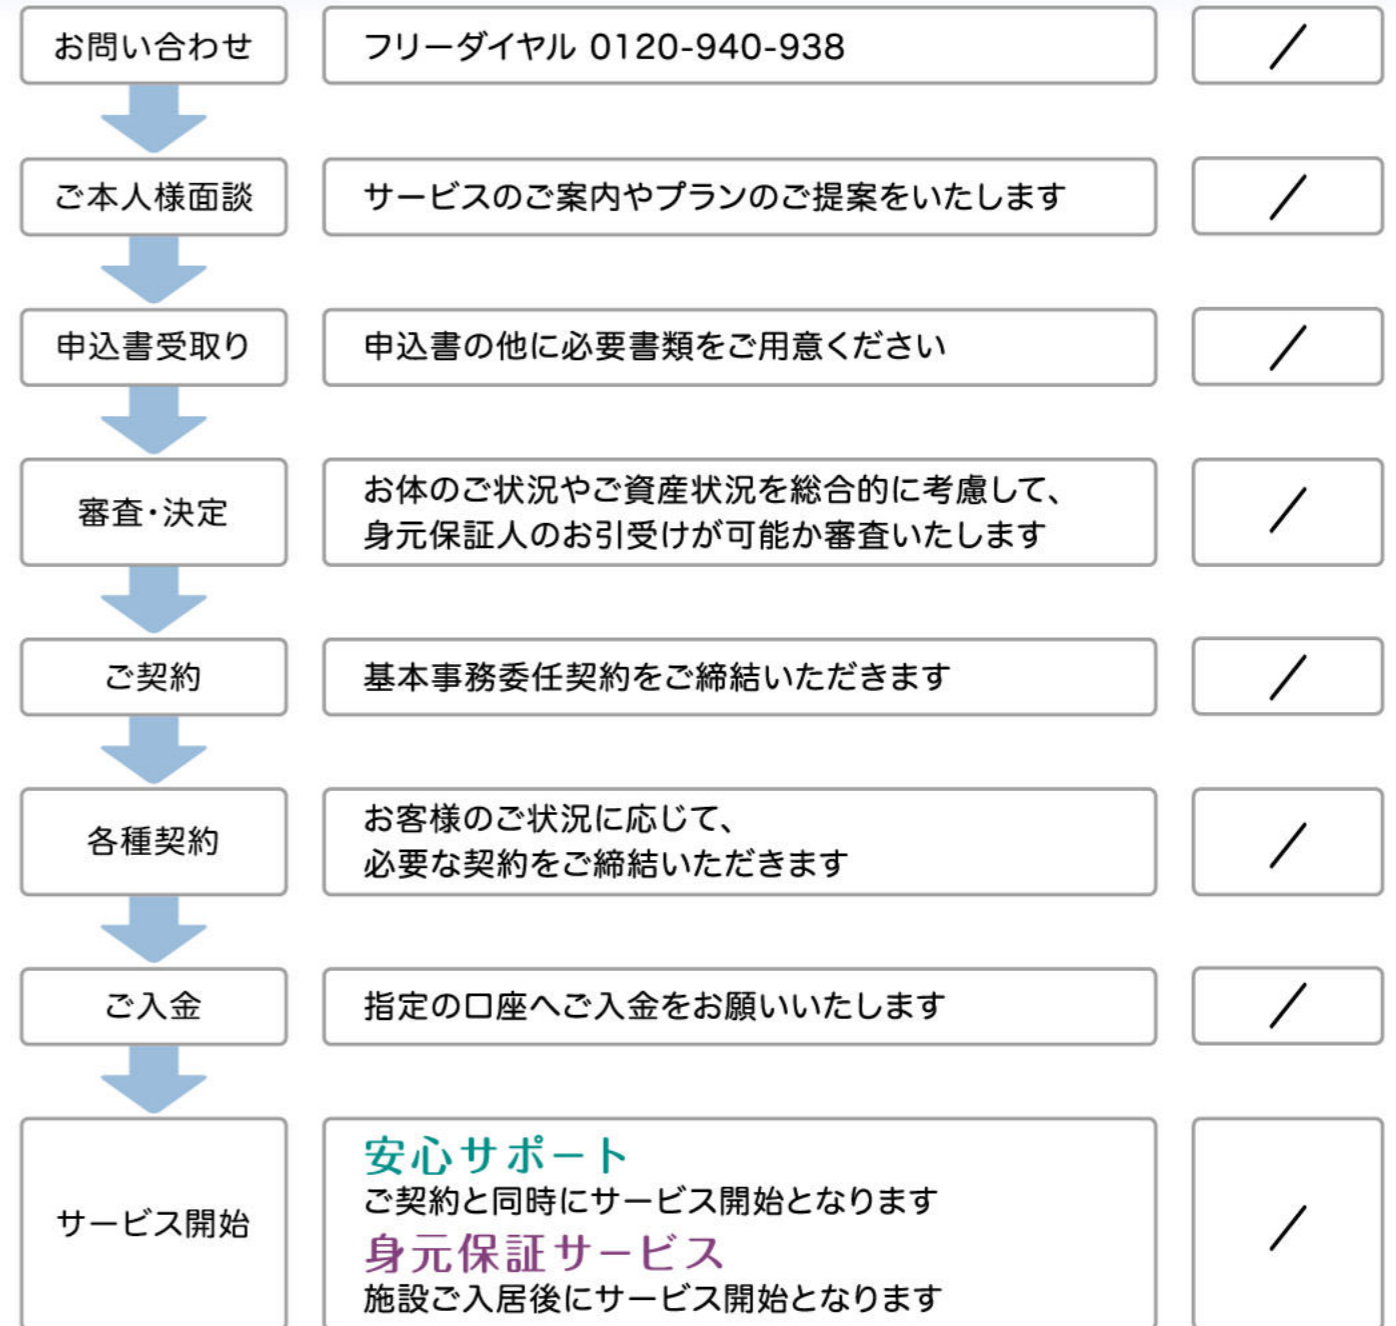 お問い合わせ
フリーダイヤル 0120-940-938
/
ご本人様面談
サービスのご案内やプランのご提案をいたします
/
申込書受取り
申込書の他に必要書類をご用意ください
/
審査・決定
お体のご状況やご資産状況を総合的に考慮して、
身元保証人のお引受けが可能か審査いたします
/
ご契約
基本事務委任契約をご締結いただきます
/
各種契約
お客様のご状況に応じて、
必要な契約をご締結いただきます
/
ご入金
指定の口座へご入金をお願いいたします
/
サービス開始
安心サポート
ご契約と同時にサービス開始となります
身元保証サービス
施設ご入居後にサービス開始となります
/